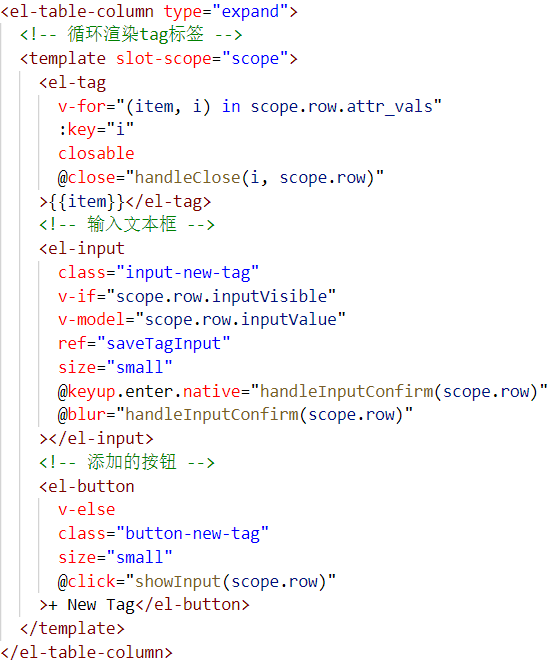 <el-table-column type="expand">
<!-- 循环渲染tag标签 -->
<template slot-scope="scope">
<el-tag
v-for="(item, i) in scope.row.attr_vals"
:key="i"
closable
@close="handleClose(i, scope.row)"
>{{item}}</el-tag>
<!-- 输入文本框 -->
<el-input
class="input-new-tag"
v-if="scope.row.inputVisible"
v-model="scope.row.inputValue"
ref="saveTagInput"
size="small"
@keyup.enter.native="handleInputConfirm(scope.row)"
@blur="handleInputConfirm(scope.row)"
></el-input>
<!-- 添加的按钮 -->
<el-button
v-else
class="button-new-tag"
size="small"
@click="showInput(scope.row)"
>+ New Tag</el-button>
</template>
</el-table-column>